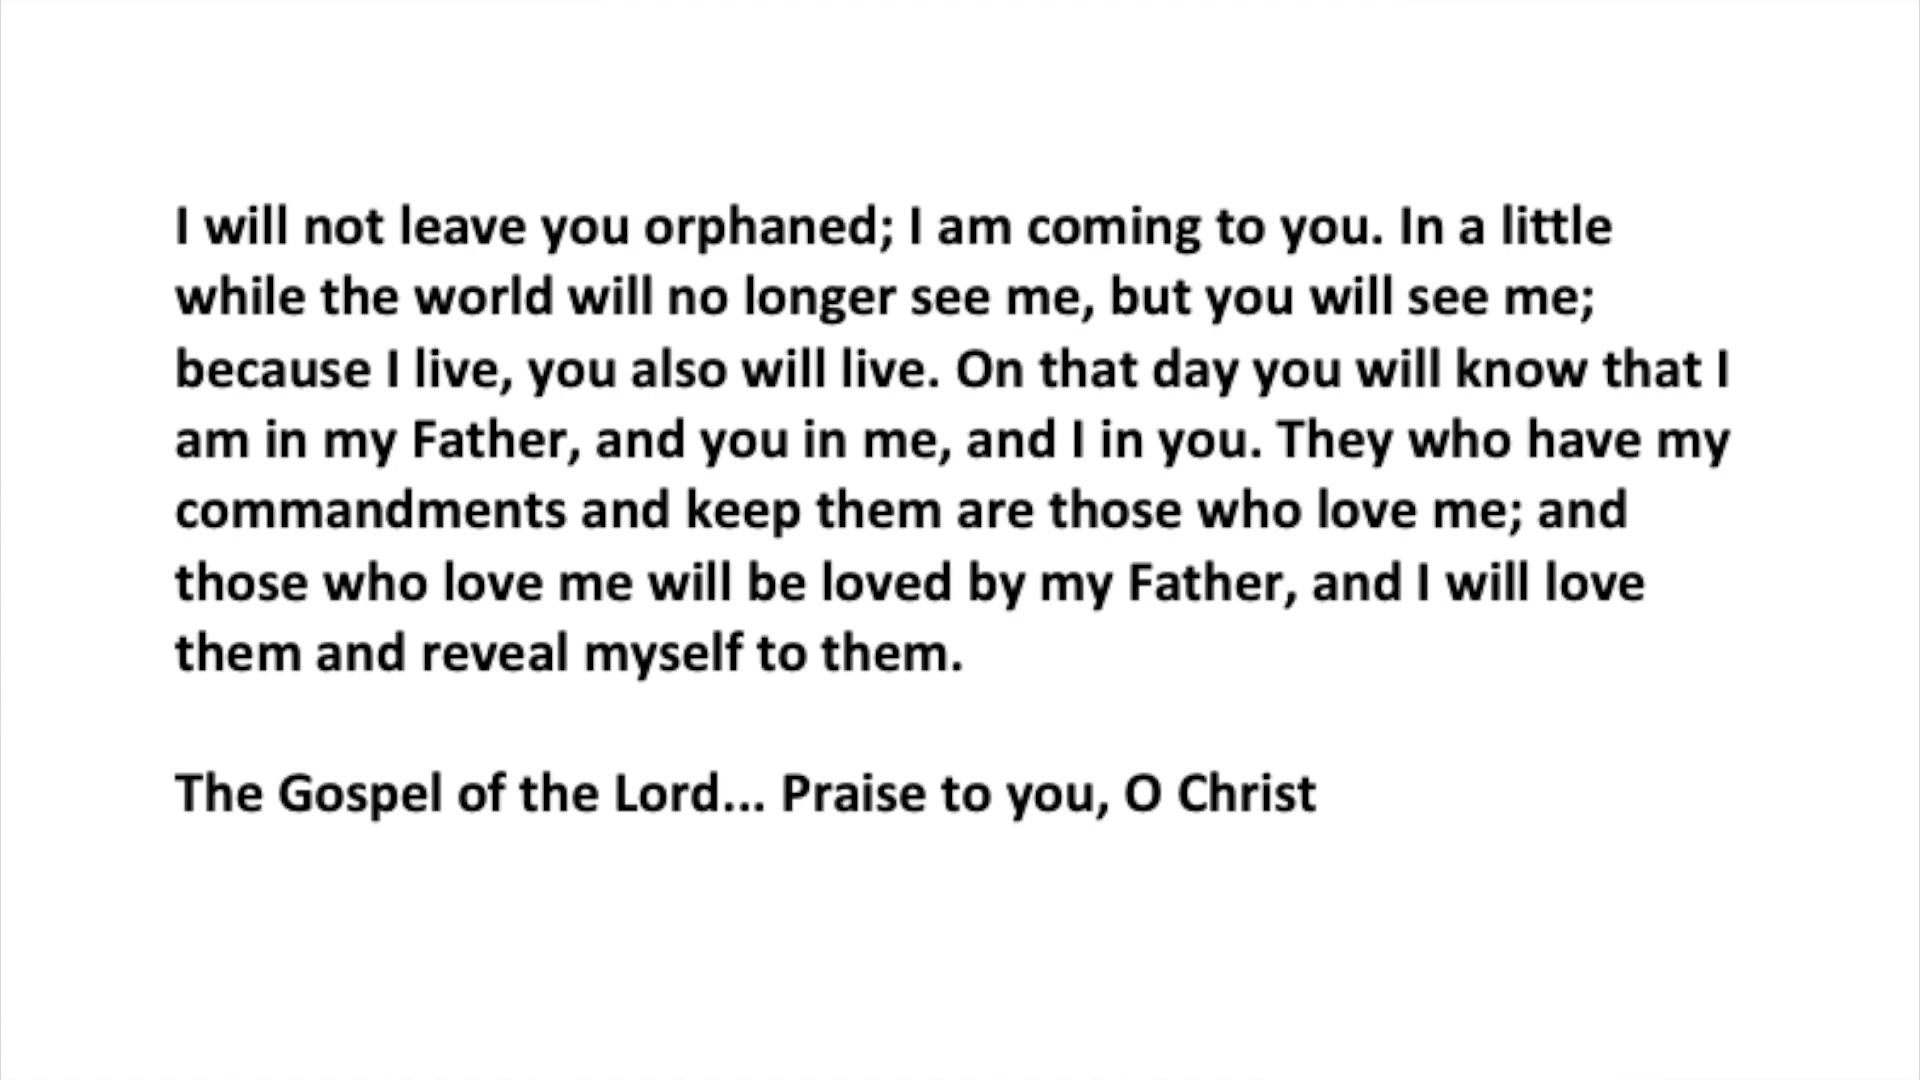 I will not leave you orphaned; I am coming to you. In a little
while the world will no longer see me, but you will see me;
because I live, you also will live. On that day you will know that I
am in my Father, and you in me, and I in you. They who have my
commandments and keep them are those who love me; and
those who love me will be loved by my Father, and I will love
them and reveal myself to them.
The Gospel of the Lord... Praise to you, O Christ